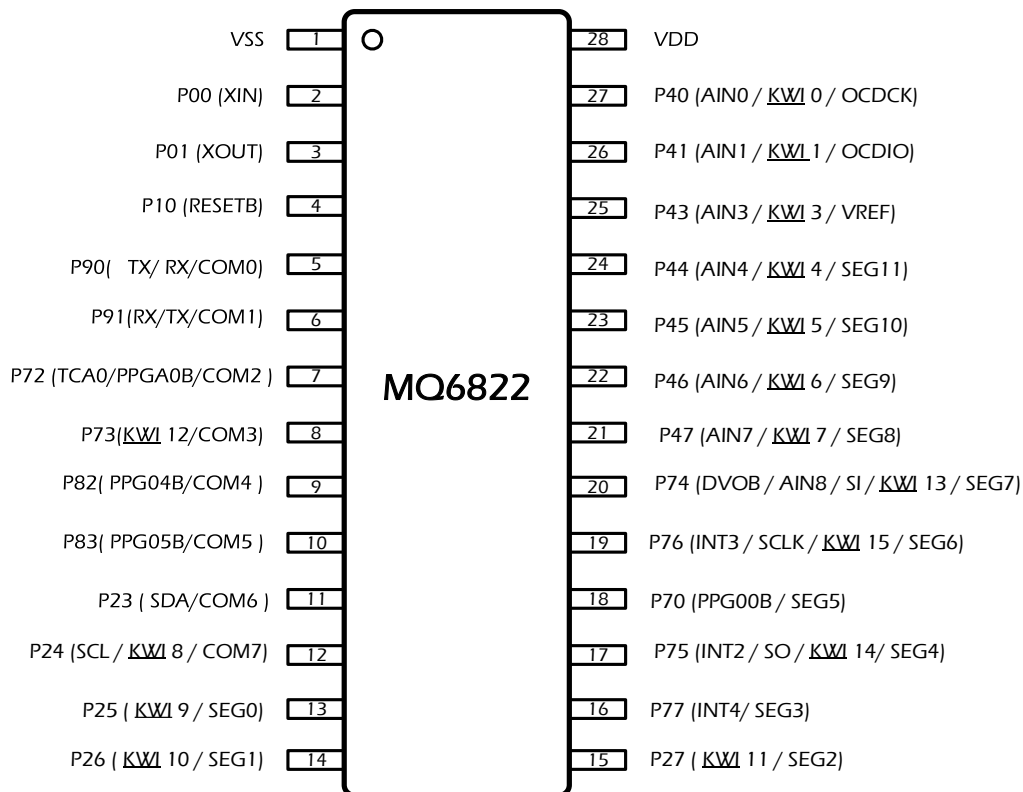 VSS 1 28 VDD
P00 (XIN) 2 27 P40 (AIN0 / KWI 0 / OCDCK)
P01 (XOUT) 3 26 P41 (AIN1 / KWI 1 / OCDIO)
P10 (RESETB) 4 25 P43 (AIN3 / KWI 3 / VREF)
P90( TX/ RX/COM0) 5 24 P44 (AIN4 / KWI 4 / SEG11)
P91(RX/TX/COM1) 6 23 P45 (AIN5 / KWI 5 / SEG10)
P72 (TCA0/PPGA0B/COM2 ) 7 22 P46 (AIN6 / KWI 6 / SEG9)
MQ6822
P73(KWI 12/COM3) 8 21 P47 (AIN7 / KWI 7 / SEG8)
P82( PPG04B/COM4 ) 9 20 P74 (DVOB / AIN8 / SI / KWI 13 / SEG7)
P83( PPG05B/COM5 ) 10 19 P76 (INT3 / SCLK / KWI 15 / SEG6)
P23 ( SDA/COM6 ) 11 18 P70 (PPG00B / SEG5)
P24 (SCL / KWI 8 / COM7) 12 17 P75 (INT2 / SO / KWI 14/ SEG4)
P25 ( KWI 9 / SEG0) 13 16 P77 (INT4/ SEG3)
P26 ( KWI 10 / SEG1) 14 15 P27 ( KWI 11 / SEG2)